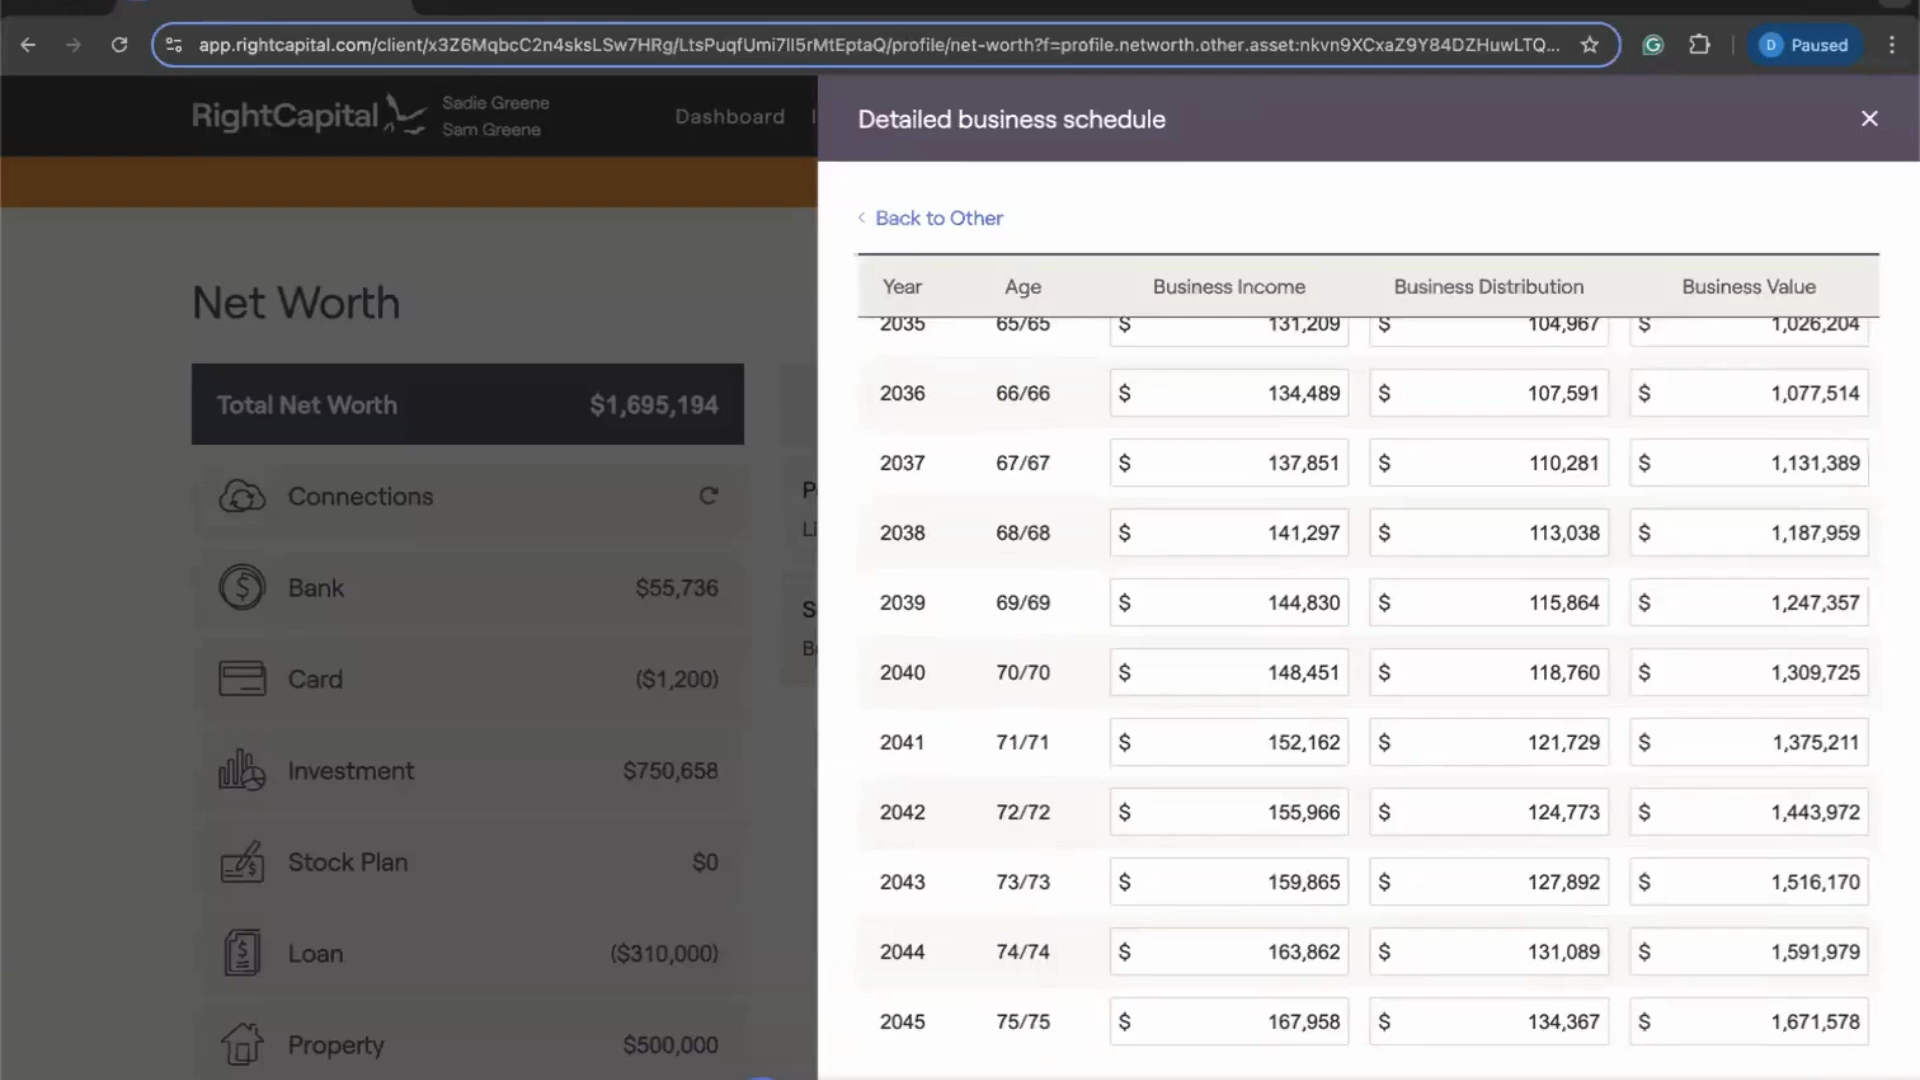 app.rightcapital.com/client/x3Z6MqbcC2n4sksLSw7HRg/LtsPuqfUmi7lI5rMtEptaQ/profile/net-worth?f=profile.networth.other.asset:nkvn9XCxaZ9Y84DZHuwLTQ...
D Paused
RightCapital
Sadie Greene
Sam Greene
Dashboard
Detailed business schedule
Back to Other
Net Worth
Total Net Worth $1,695,194
Connections
Bank $55,736
Card ($1,200)
Investment $750,658
Stock Plan $0
Loan ($310,000)
Property $500,000
Year Age Business Income Business Distribution Business Value
2035 65/65 $ 131,209 $ 104,967 $ 1,026,204
2036 66/66 $ 134,489 $ 107,591 $ 1,077,514
2037 67/67 $ 137,851 $ 110,281 $ 1,131,389
2038 68/68 $ 141,297 $ 113,038 $ 1,187,959
2039 69/69 $ 144,830 $ 115,864 $ 1,247,357
2040 70/70 $ 148,451 $ 118,760 $ 1,309,725
2041 71/71 $ 152,162 $ 121,729 $ 1,375,211
2042 72/72 $ 155,966 $ 124,773 $ 1,443,972
2043 73/73 $ 159,865 $ 127,892 $ 1,516,170
2044 74/74 $ 163,862 $ 131,089 $ 1,591,979
2045 75/75 $ 167,958 $ 134,367 $ 1,671,578